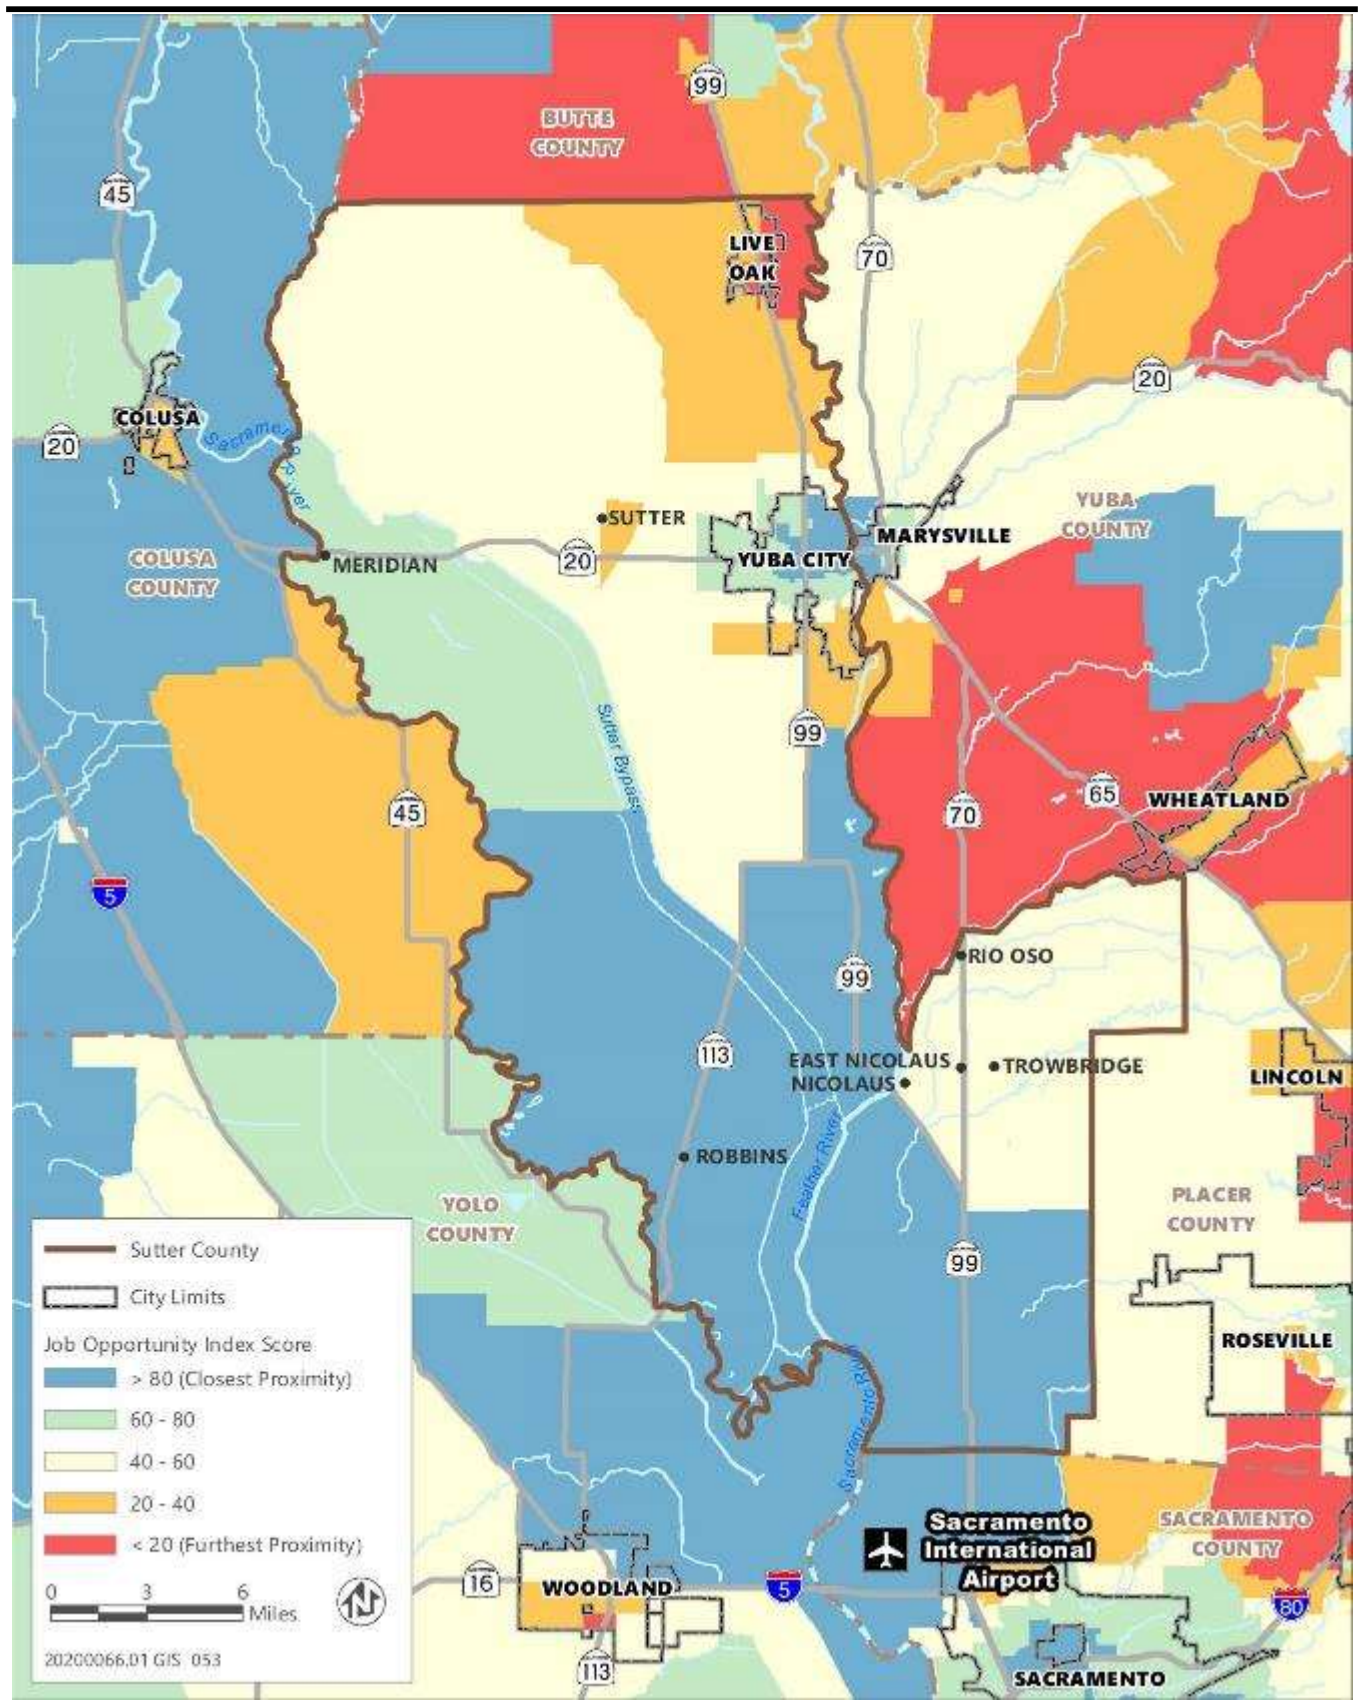 99
BUTTE
COUNTY
45
LIVE
OAK
70
20
COLUSA
20
Sacramento River
YUBA
COUNTY
SUTTER
MARYSVILLE
COLUSA
COUNTY
MERIDIAN
20
YUBA CITY
Sutter Bypass
99
45
70
65
WHEATLAND
5
RIO OSO
99
113
EAST NICOLAUS
TROWBRIDGE
NICOLAUS
LINCOLN
Feather River
ROBBINS
YOLO
COUNTY
PLACER
COUNTY
99
ROSEVILLE
Sacramento River
Sutter County
City Limits
Job Opportunity Index Score
> 80 (Closest Proximity)
60 - 80
40 - 60
20 - 40
< 20 (Furthest Proximity)
0 3 6
Miles
N
20200066.01 GIS 053
Sacramento
International
Airport
SACRAMENTO
COUNTY
16
WOODLAND
5
80
113
SACRAMENTO